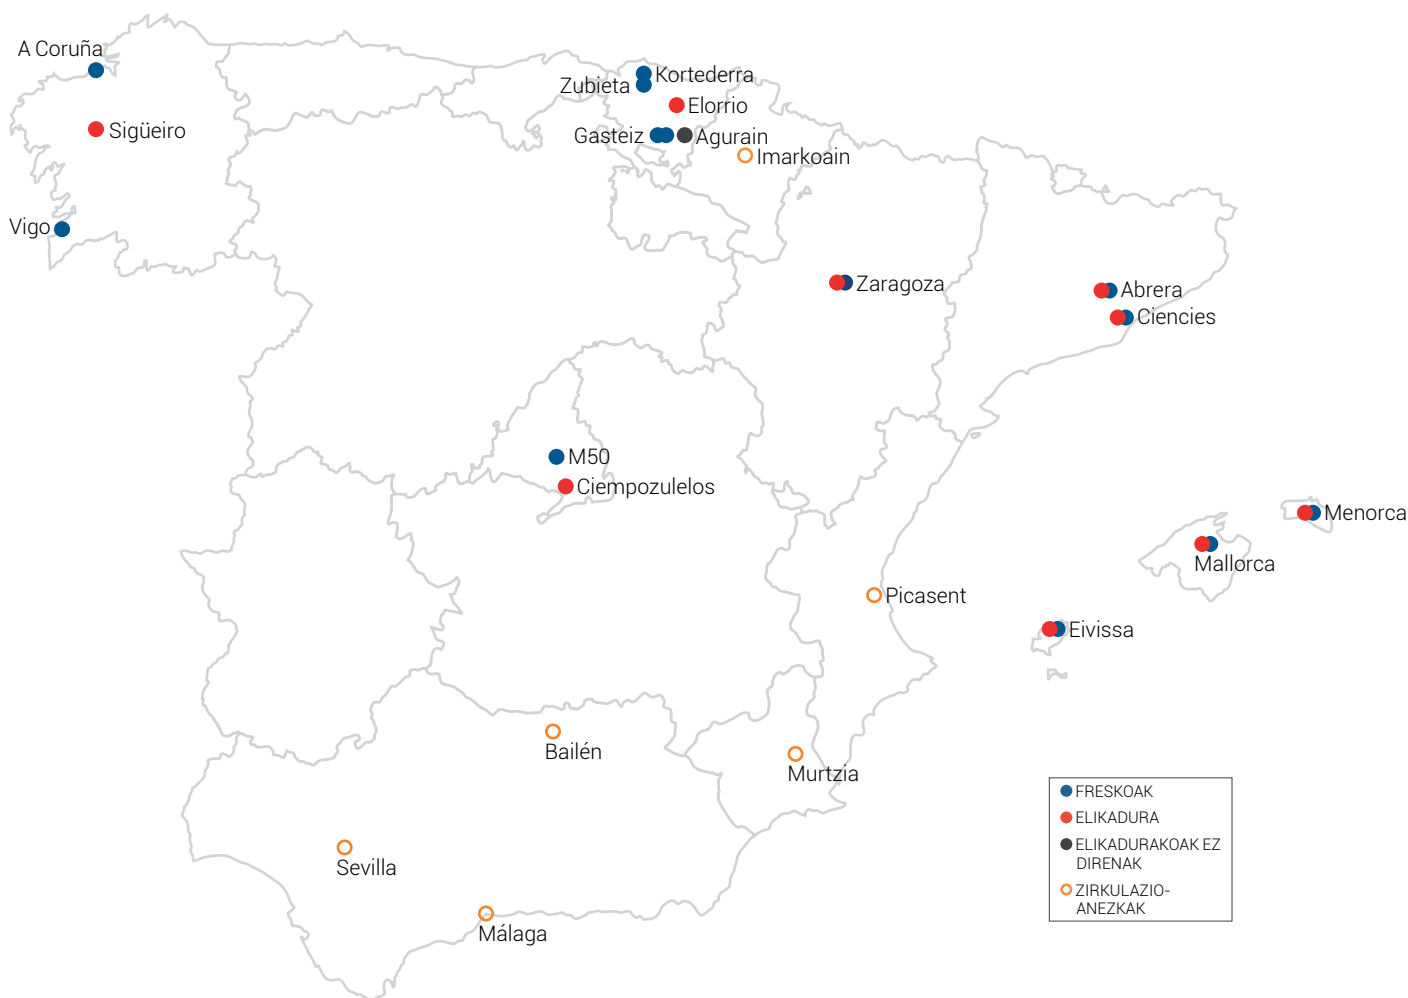 A Coruña
Kortederra
Zubieta
Elorrio
Sigüeiro
Gasteiz
Agurain
Imarkoain
Vigo
Zaragoza
Abrera
Ciencies
M50
Ciempozulelos
Menorca
Mallorca
Picasent
Eivissa
Bailén
Murtzia
Sevilla
Málaga
FRESKOAK
ELIKADURA
ELIKADURAKOAK EZ
DIRENAK
ZIRKULAZIO-
ANEZKAK